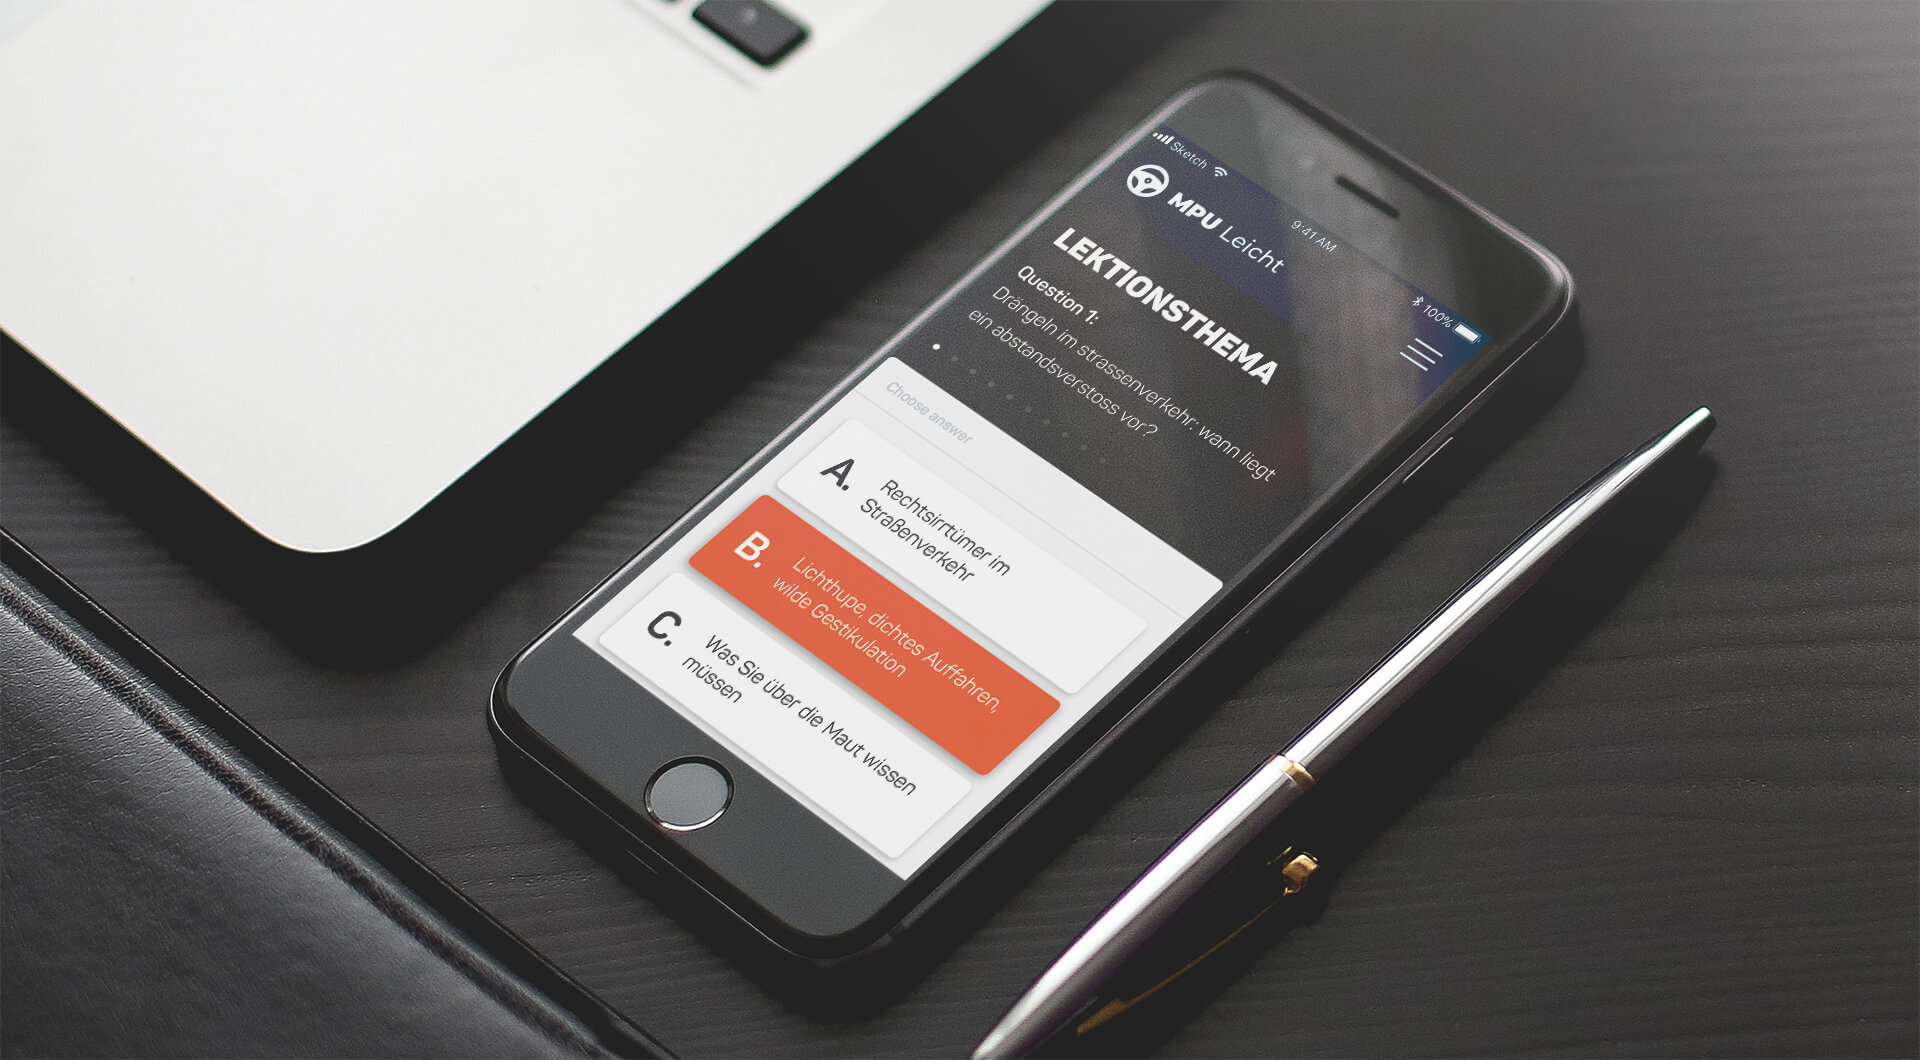 Sketch
9:41 AM
100%
MPU Leicht
LEKTIONSTHEMA
Question 1:
Drängeln im strassenverkehr: wann liegt
ein abstandsverstoss vor?
Choose answer
A.
Rechtsirrtümer im
Straßenverkehr
B.
Lichthupe, dichtes Auffahren,
wilde Gestikulation
C.
Was Sie über die Maut wissen
müssen